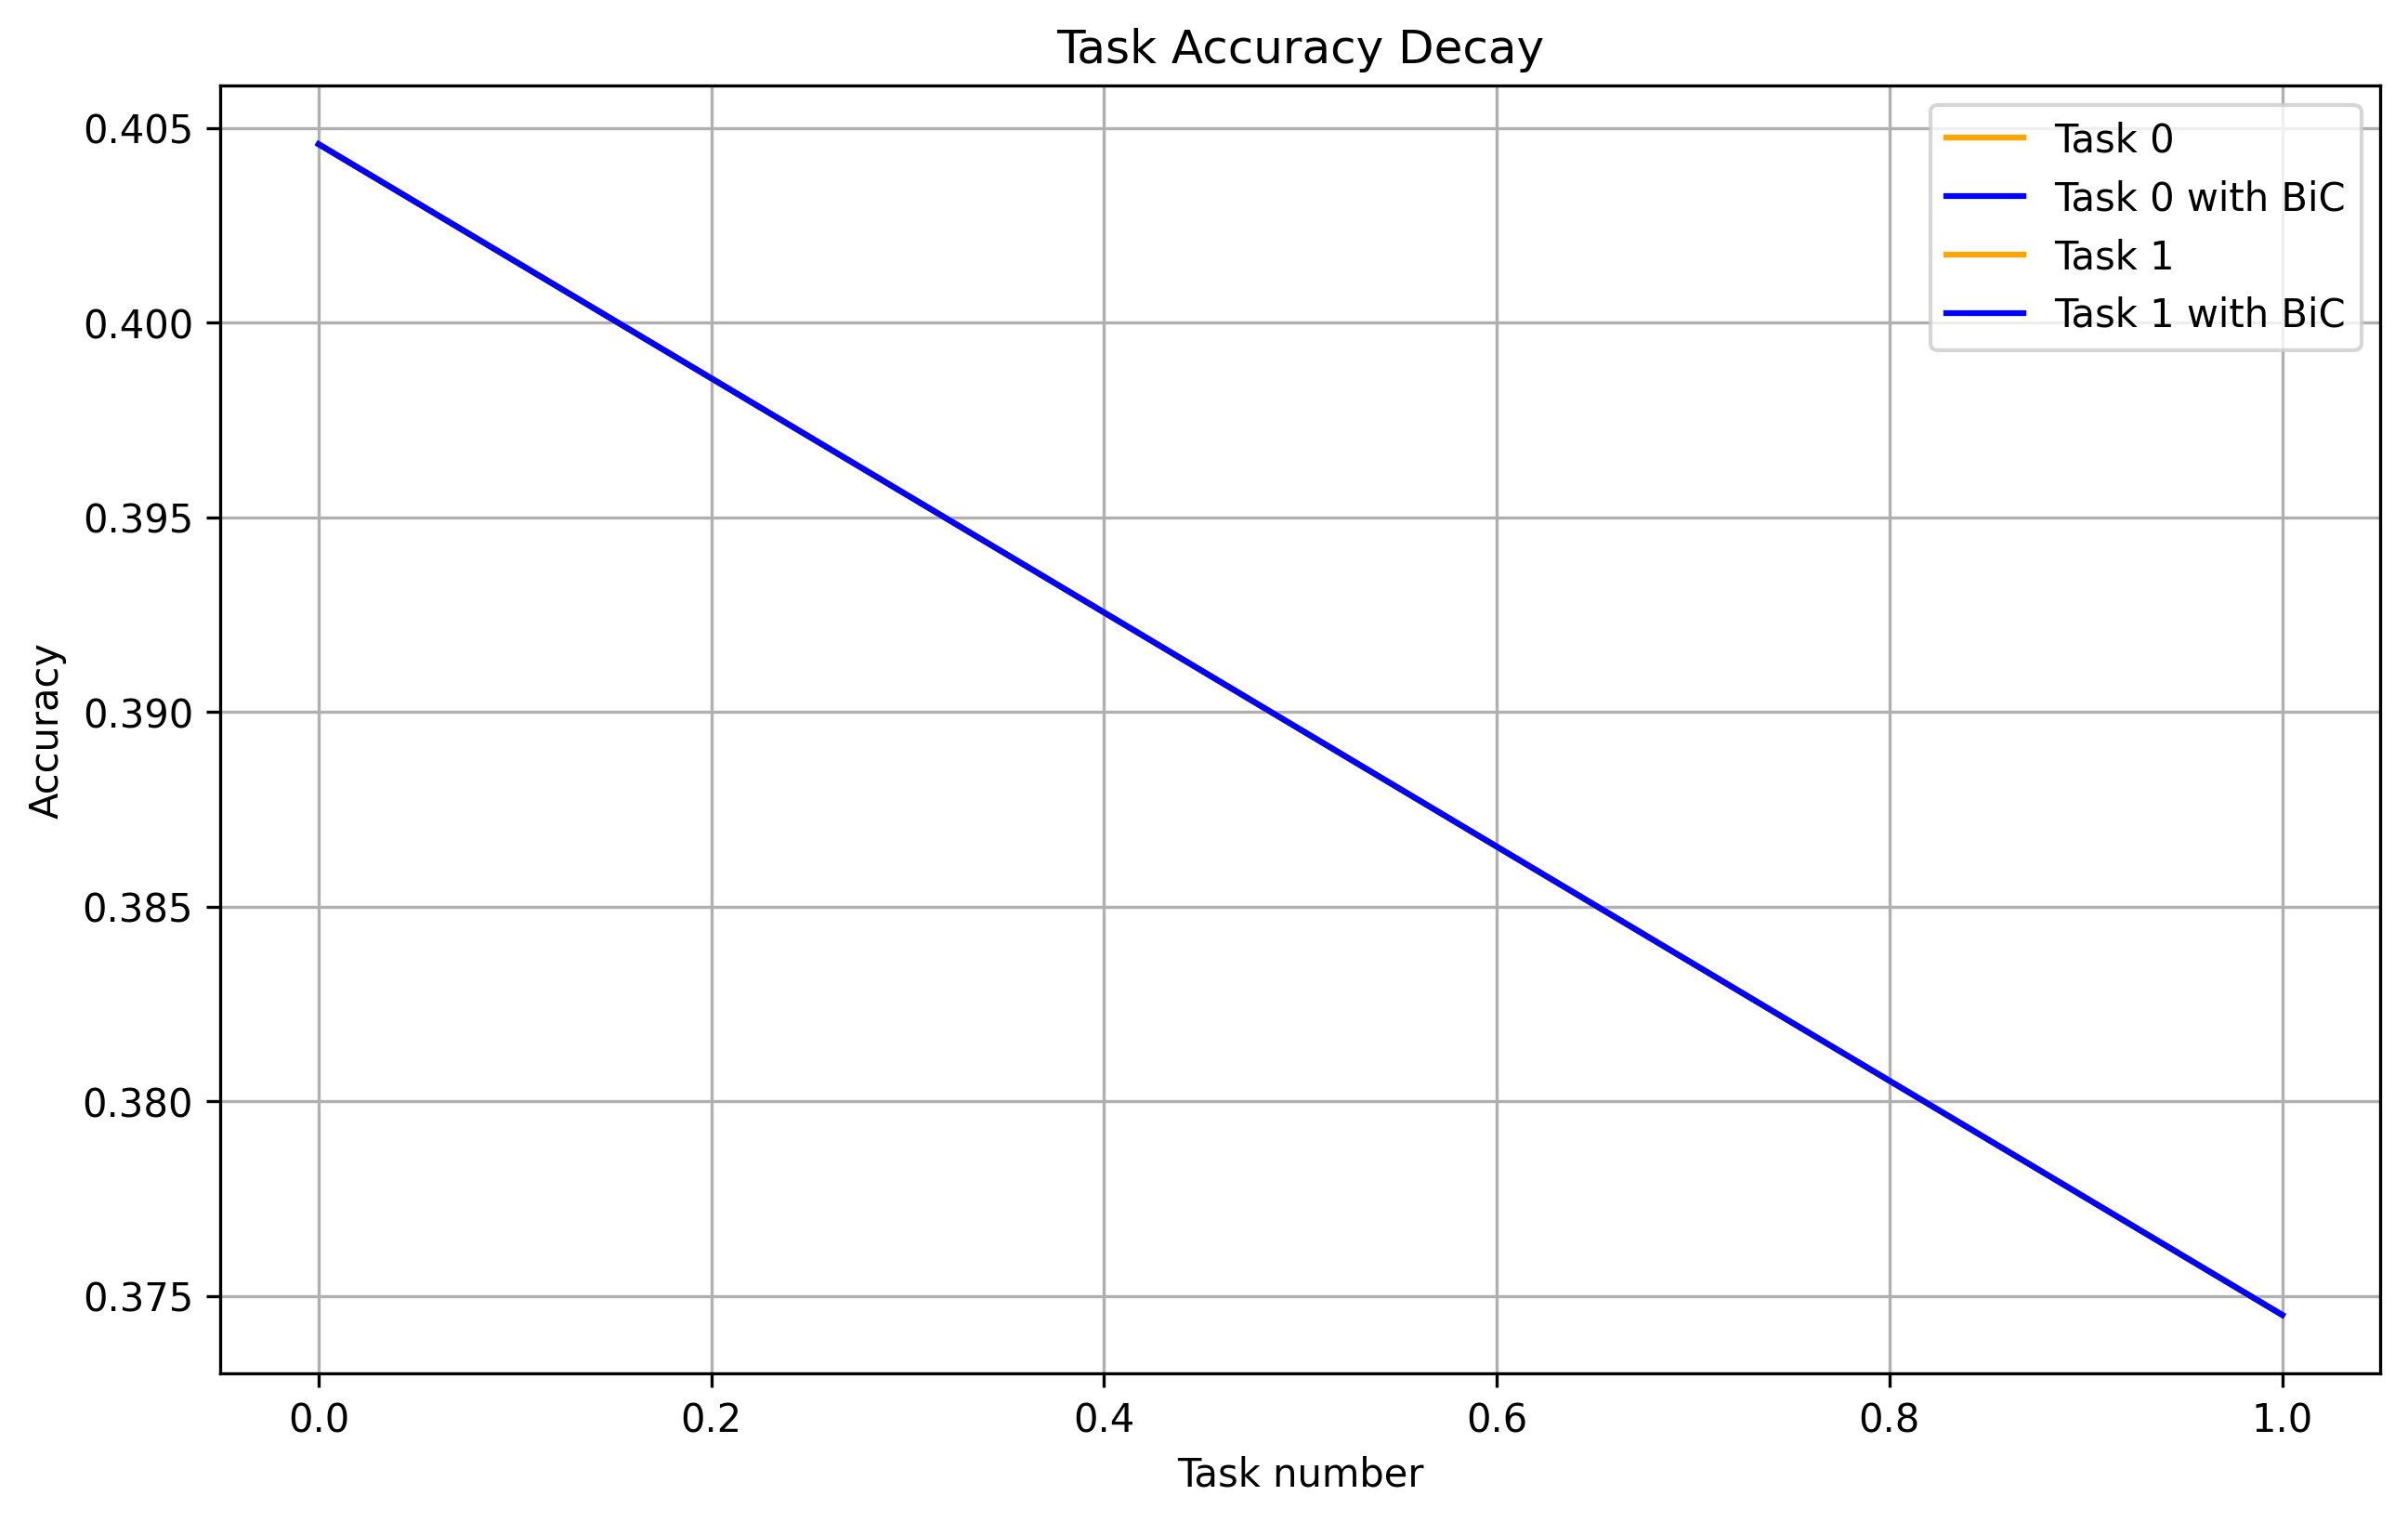 Task Accuracy Decay
Task 0
Task 0 with BiC
Task 1
Task 1 with BiC
Accuracy
0.405
0.400
0.395
0.390
0.385
0.380
0.375
0.0 0.2 0.4 0.6 0.8 1.0
Task number